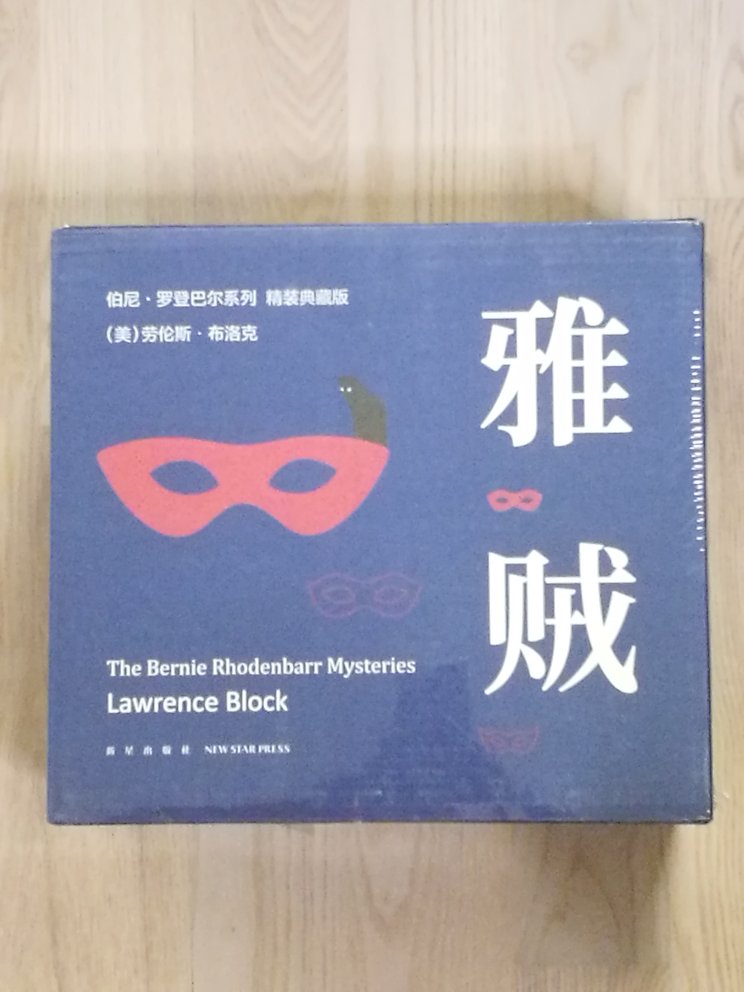 伯尼·罗登巴尔系列 精装典藏版
(美)劳伦斯·布洛克
雅贼
The Bernie Rhodenbarr Mysteries
Lawrence Block
新星出版社 NEW STAR PRESS